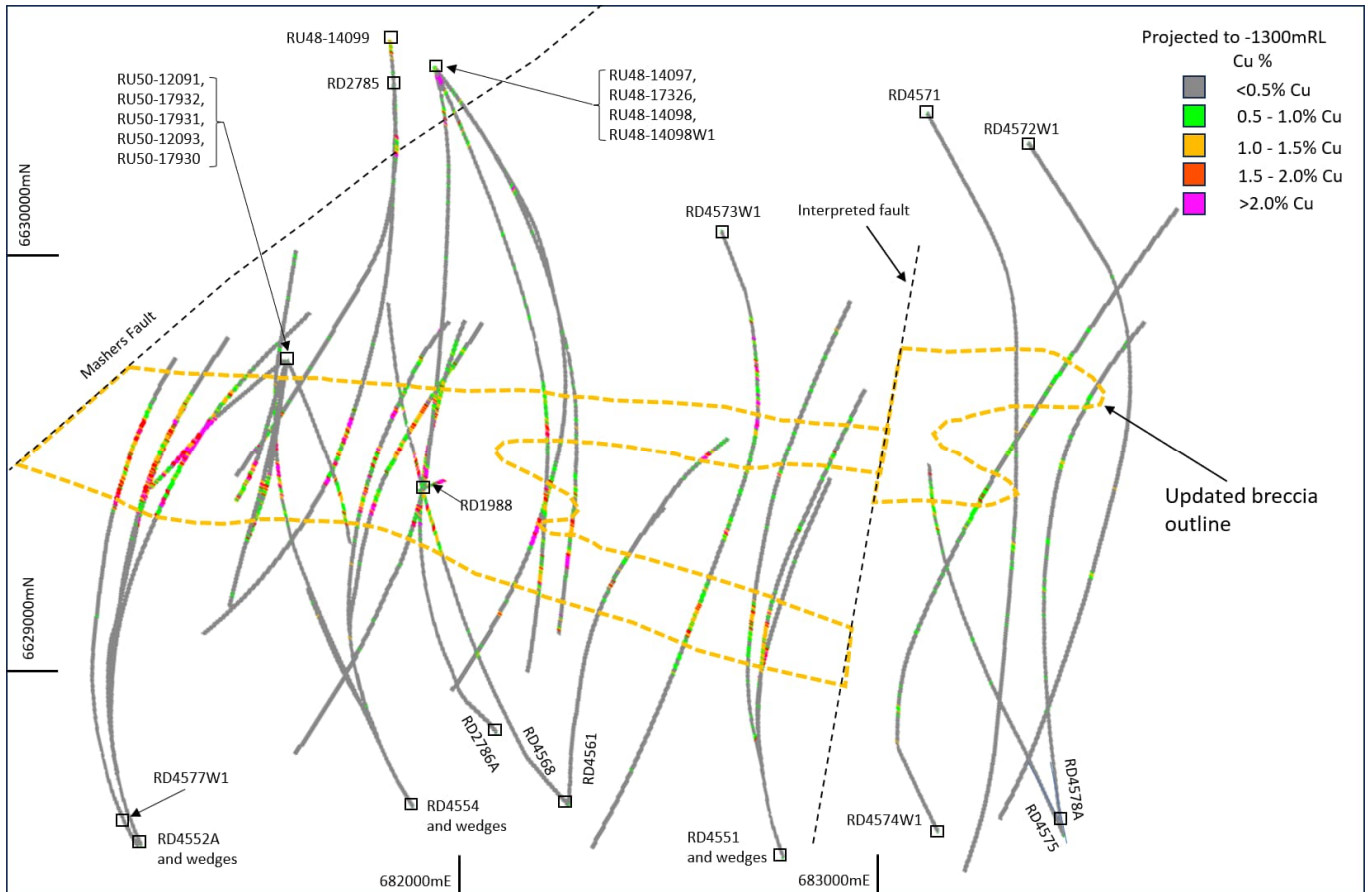 RU48-14099
Projected to -1300mRL
Cu %
<0.5% Cu
0.5 - 1.0% Cu
1.0 - 1.5% Cu
1.5 - 2.0% Cu
>2.0% Cu
RU50-12091,
RU50-17932,
RU50-17931,
RU50-12093,
RU50-17930
RD2785
RU48-14097,
RU48-17326,
RU48-14098,
RU48-14098W1
RD4571
RD4572W1
6630000mN
RD4573W1
Interpreted fault
Mashers Fault
RD1988
Updated breccia
outline
6629000mN
RD2786A
RD4568
RD4561
RD4577W1
RD4552A
and wedges
RD4554
and wedges
RD4551
and wedges
RD4574W1
RD4575
RD4578A
682000mE
683000mE